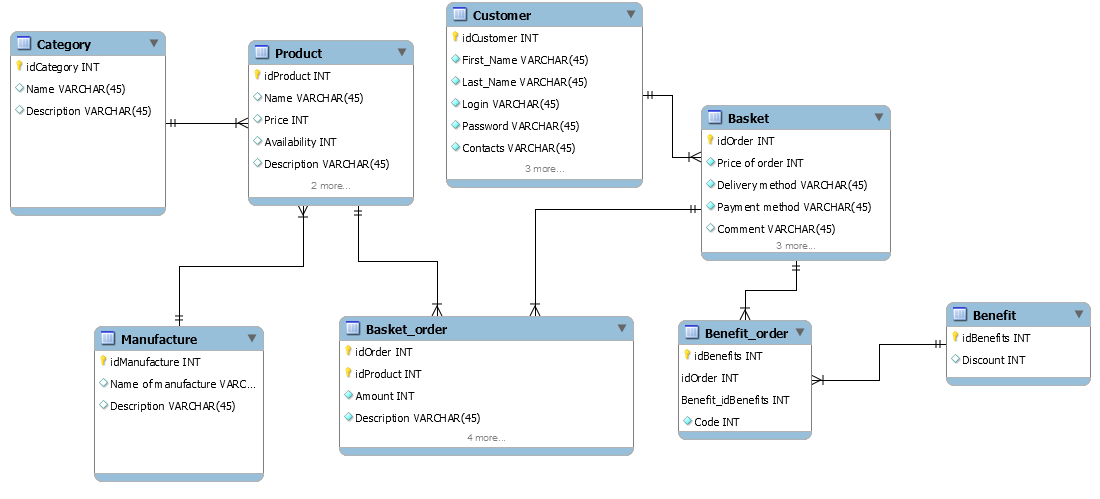 Category
idCategory INT
Name VARCHAR(45)
Description VARCHAR(45)
Product
idProduct INT
Name VARCHAR(45)
Price INT
Availability INT
Description VARCHAR(45)
2 more...
Customer
idCustomer INT
First_Name VARCHAR(45)
Last_Name VARCHAR(45)
Login VARCHAR(45)
Password VARCHAR(45)
Contacts VARCHAR(45)
3 more...
Basket
idOrder INT
Price of order INT
Delivery method VARCHAR(45)
Payment method VARCHAR(45)
Comment VARCHAR(45)
3 more...
Manufacture
idManufacture INT
Name of manufacture VARC...
Description VARCHAR(45)
Basket_order
idOrder INT
idProduct INT
Amount INT
Description VARCHAR(45)
4 more...
Benefit_order
idBenefits INT
idOrder INT
Benefit_idBenefits INT
Code INT
Benefit
idBenefits INT
Discount INT